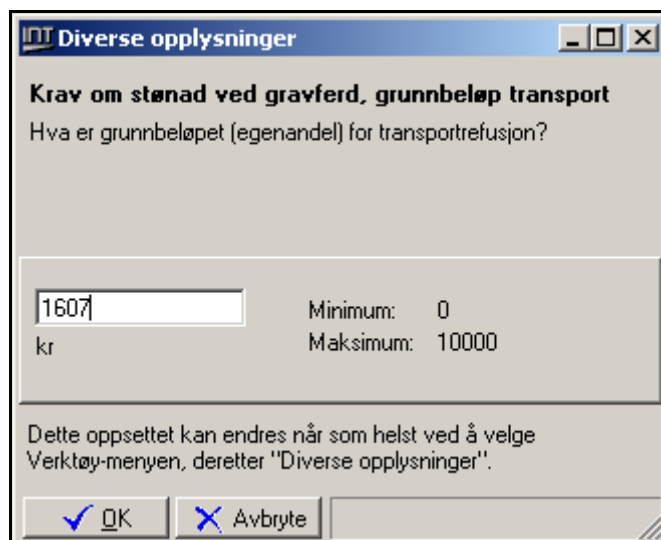 INT Diverse opplysninger
Krav om stønad ved gravferd, grunnbeløp transport
Hva er grunnbeløpet (egenandel) for transportrefusjon?
1607 Minimum: 0
kr Maksimum: 10000
Dette oppsettet kan endres når som helst ved å velge
Verktøy-menyen, deretter "Diverse opplysninger".
OK Avbryte